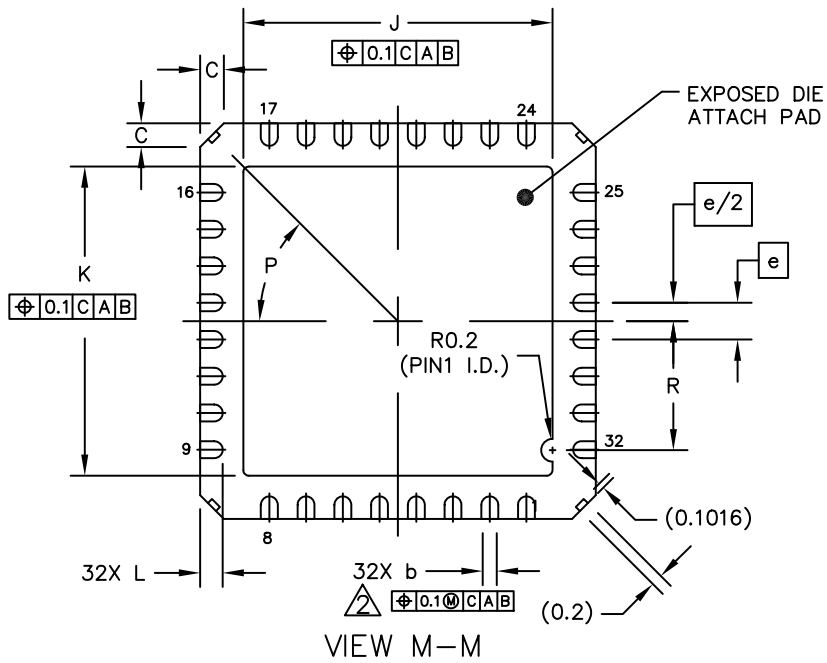 J
⌖ 0.1 C A B
C
17
24
EXPOSED DIE
ATTACH PAD
C
16
25
e/2
K
P
e
⌖ 0.1 C A B
R0.2
(PIN1 I.D.)
R
9
32
1
(0.1016)
8
32X L
32X b
2
⌖ 0.1Ⓜ C A B
(0.2)
VIEW M-M